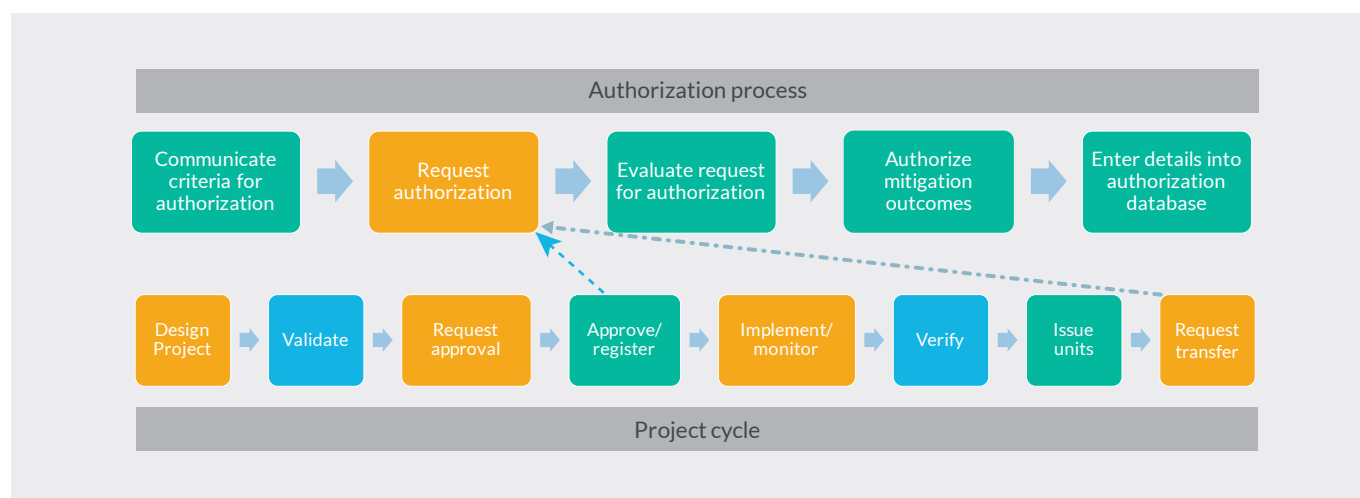 Authorization process
Communicate
criteria for
authorization
Request
authorization
Evaluate request
for authorization
Authorize
mitigation
outcomes
Enter details into
authorization
database
Design
Project
Validate
Request
approval
Approve/
register
Implement/
monitor
Verify
Issue
units
Request
transfer
Project cycle